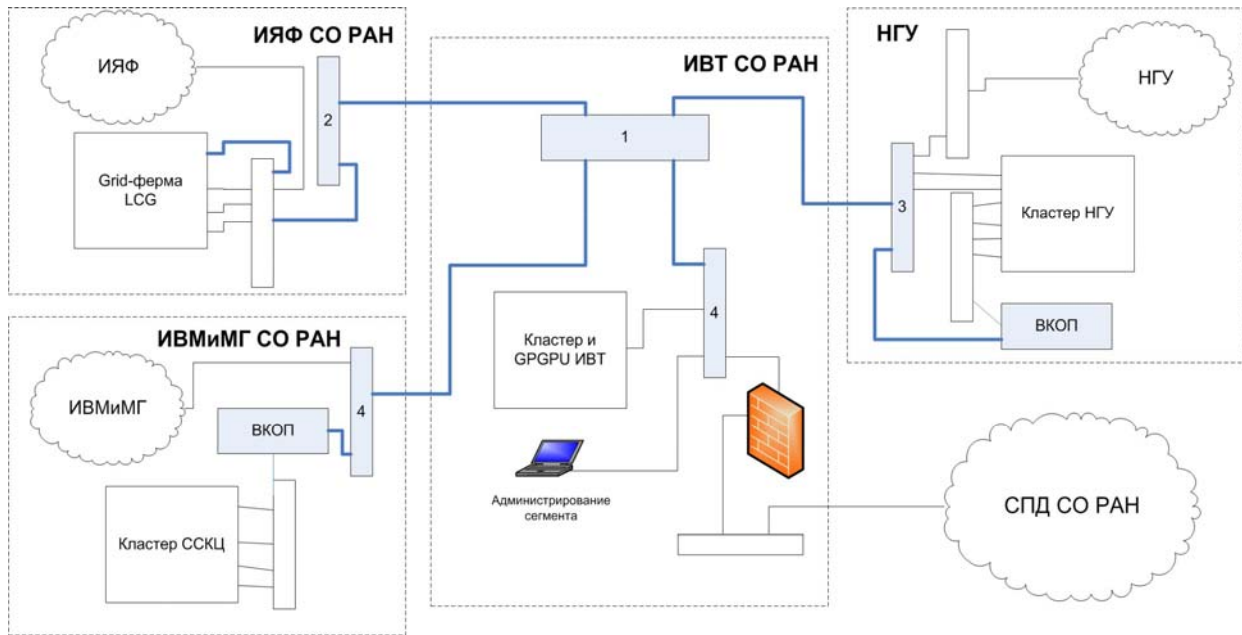 ИЯФ СО РАН
ИЯФ
2
Grid-ферма
LCG
ИВТ СО РАН
1
4
Кластер и
GPGPU ИВТ
Администрирование
сегмента
НГУ
НГУ
3
Кластер НГУ
ВКОП
ИВМиМГ СО РАН
ИВМиМГ
4
ВКОП
Кластер ССКЦ
СПД СО РАН